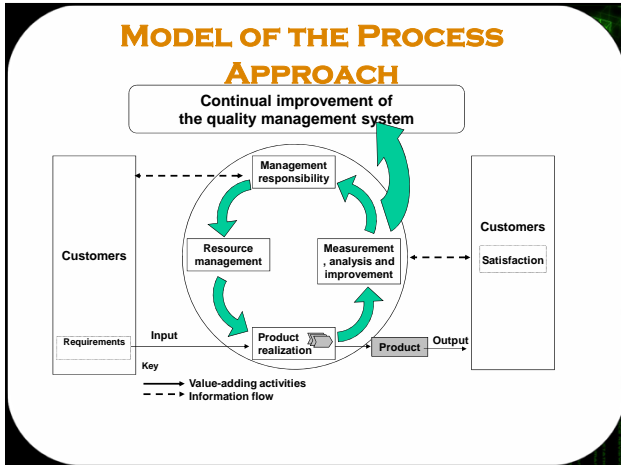 MODEL OF THE PROCESS
APPROACH
Continual improvement of
the quality management system
Management
responsibility
Customers
Resource
management
Measurement
, analysis and
improvement
Customers
Satisfaction
Requirements
Input
Product
realization
Product
Output
Key
Value-adding activities
Information flow